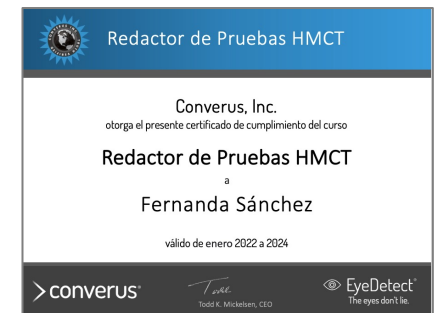 Redactor de Pruebas HMCT
Converus, Inc.
otorga el presente certificado de cumplimiento del curso
Redactor de Pruebas HMCT
a
Fernanda Sánchez
válido de enero 2022 a 2024
converus®
Todd K. Mickelsen, CEO
EyeDetect®
The eyes don't lie.